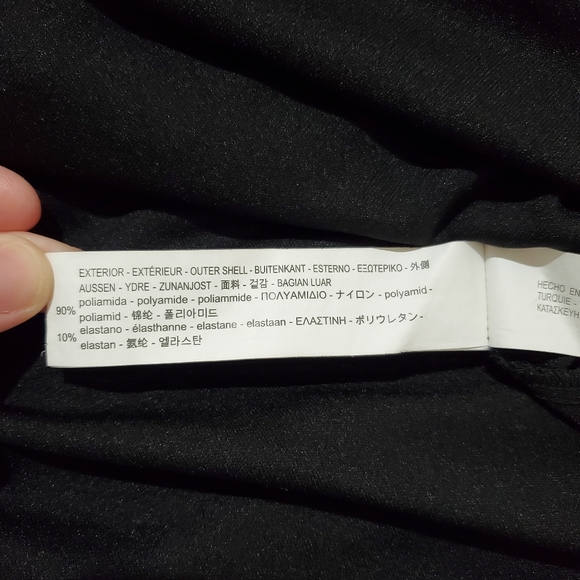 EXTERIOR - EXTÉRIEUR - OUTER SHELL - BUITENKANT - ESTERNO - ΕΞΩΤΕΡΙΚΟ - 外側
AUSSEN - YDRE - ZUNANJOST - 面料 - 겉감 - BAGIAN LUAR
90% poliamida - polyamide - poliammide - ΠΟΛΥΑΜΙΔΙΟ - ナイロン - polyamid -
poliamid - 锦纶 - 폴리아미드
10% elastano - élasthanne - elastane - elastaan - ΕΛΑΣΤΙΝΗ - ポリウレタン -
elastan - 氨纶 - 엘라스탄
HECHO EN
TURQUIE -
ΚΑΤΑΣΚΕΥΗ